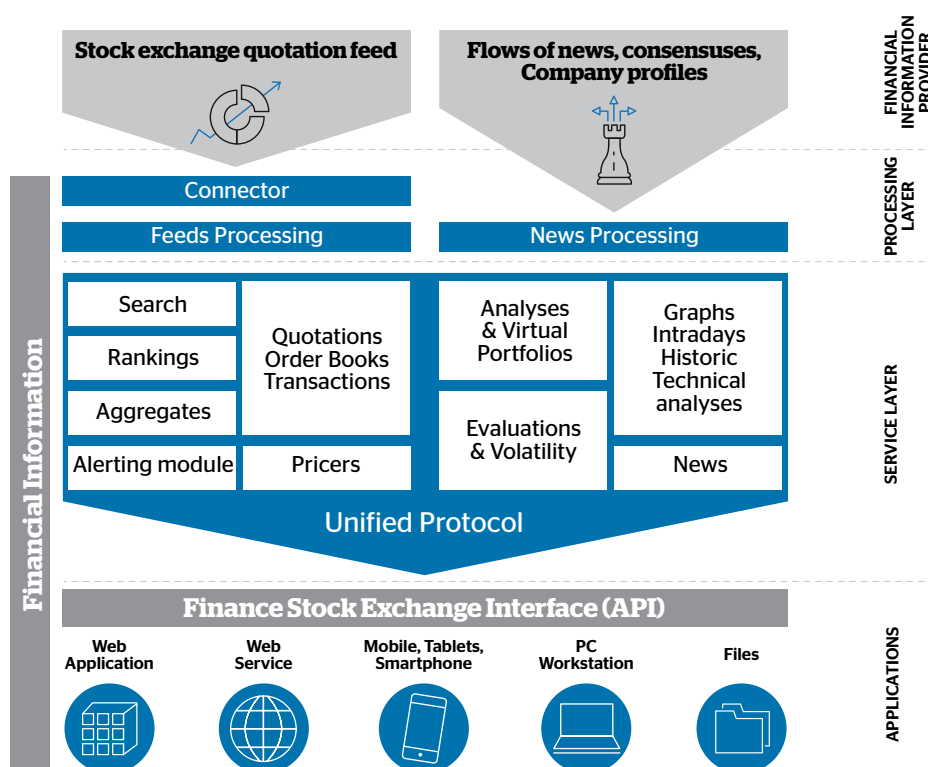 Stock exchange quotation feed
Flows of news, consensuses,
Company profiles
FINANCIAL
INFORMATION
PROVIDER
Connector
Feeds Processing
News Processing
PROCESSING
LAYER
Financial Information
Search
Rankings
Aggregates
Alerting module
Quotations
Order Books
Transactions
Pricers
Analyses
& Virtual
Portfolios
Evaluations
& Volatility
Graphs
Intradays
Historic
Technical
analyses
News
SERVICE LAYER
Unified Protocol
Finance Stock Exchange Interface (API)
Web
Application
Web
Service
Mobile, Tablets,
Smartphone
PC
Workstation
Files
APPLICATIONS